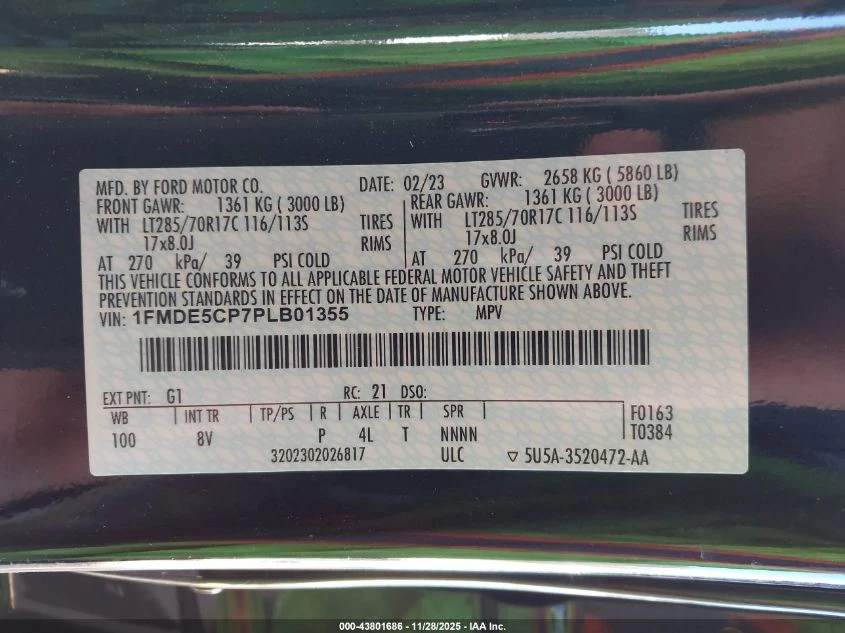 MFD. BY FORD MOTOR CO. DATE: 02/23 GVWR: 2658 KG ( 5860 LB)
FRONT GAWR: 1361 KG ( 3000 LB) REAR GAWR: 1361 KG ( 3000 LB)
WITH LT285/70R17C 116/113S TIRES WITH LT285/70R17C 116/113S TIRES
17x8.0J RIMS 17x8.0J RIMS
AT 270 kPa/ 39 PSI COLD AT 270 kPa/ 39 PSI COLD
THIS VEHICLE CONFORMS TO ALL APPLICABLE FEDERAL MOTOR VEHICLE SAFETY AND THEFT
PREVENTION STANDARDS IN EFFECT ON THE DATE OF MANUFACTURE SHOWN ABOVE.
VIN: 1FMDE5CP7PLB01355 TYPE: MPV
EXT PNT: G1 RC: 21 DSO:
WB INT TR TP/PS R AXLE TR SPR F0163
100 8V P 4L T NNNN T0384
3202302026817 ULC ▽ 5U5A-3520472-AA
000-43801686 - 11/28/2025 - IAA Inc.